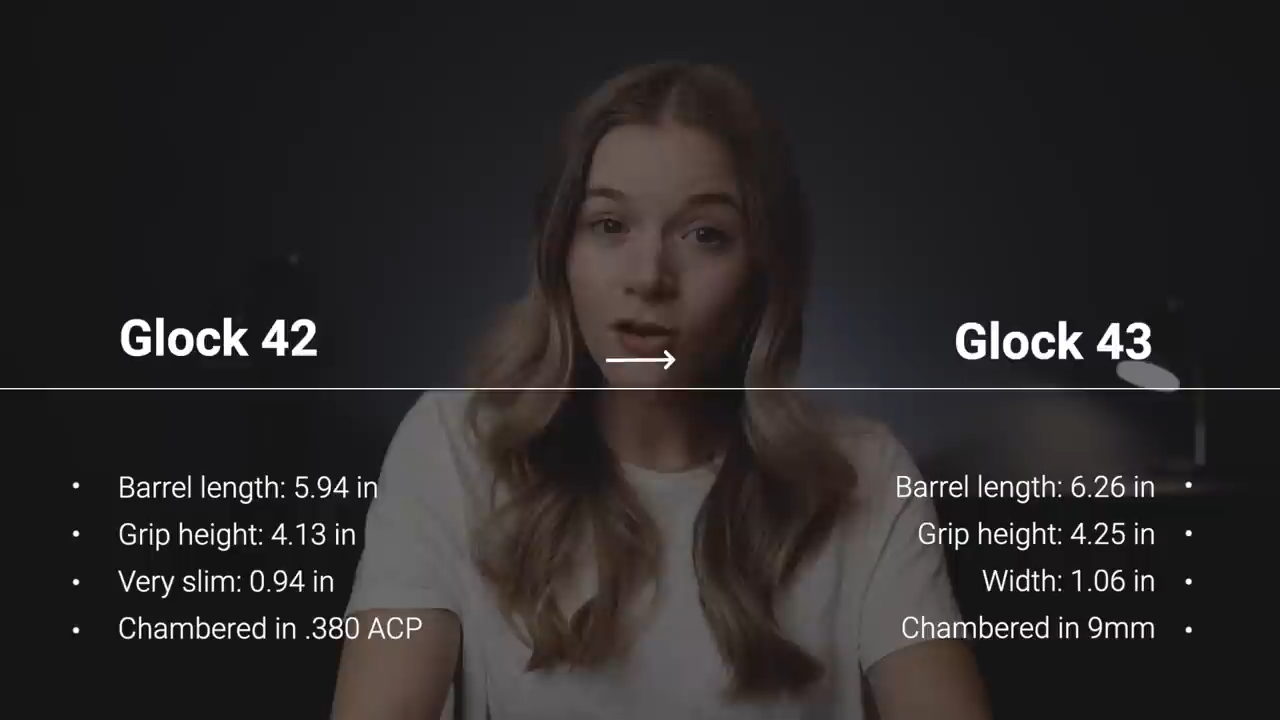 Glock 42
Glock 43
• Barrel length: 5.94 in
• Grip height: 4.13 in
• Very slim: 0.94 in
• Chambered in .380 ACP
Barrel length: 6.26 in •
Grip height: 4.25 in •
Width: 1.06 in •
Chambered in 9mm •